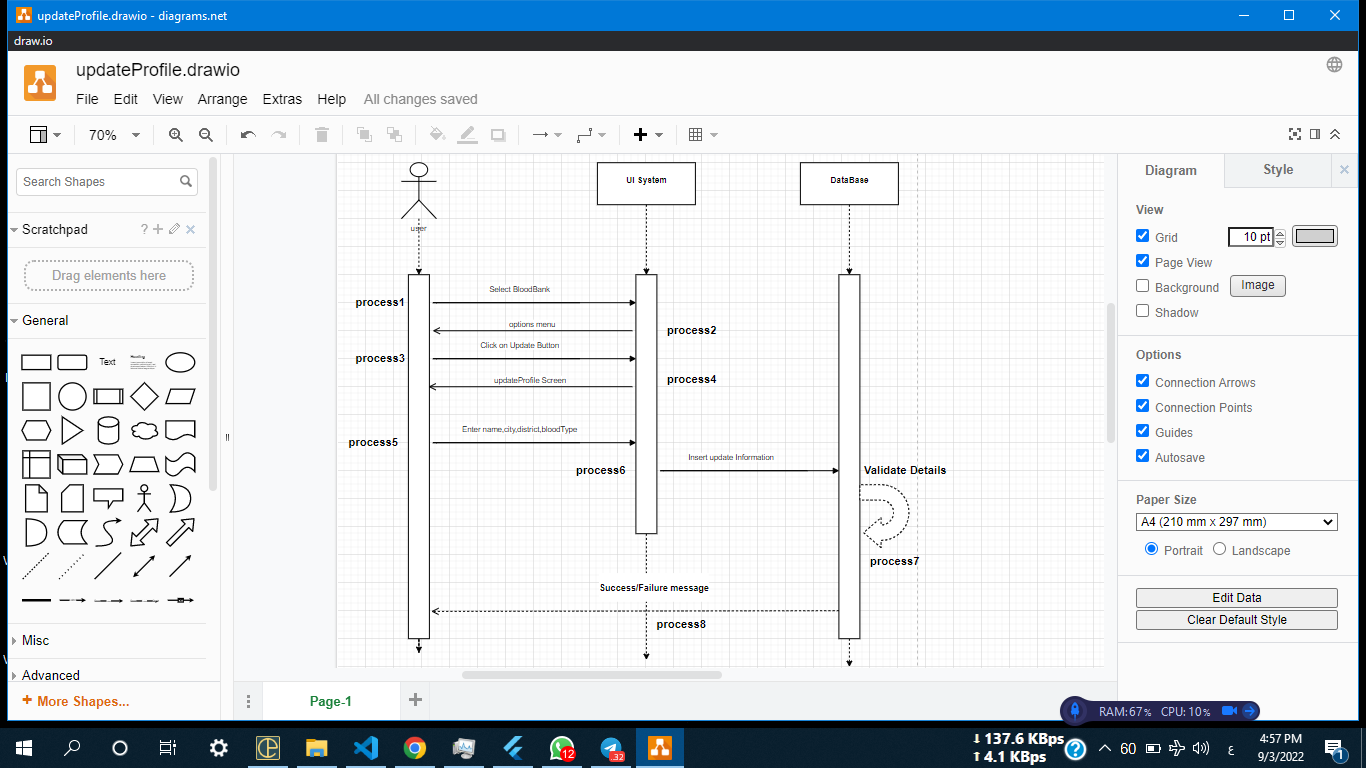 updateProfile.drawio - diagrams.net
draw.io
updateProfile.drawio
File Edit View Arrange Extras Help All changes saved
70%
Search Shapes
Scratchpad
?
Drag elements here
General
Text
Heading
Misc
Advanced
+ More Shapes...
user
UI System
DataBase
Select BloodBank
process1
options menu
process2
Click on Update Button
process3
updateProfile Screen
process4
Enter name,city,district,bloodType
process5
Insert update Information
process6
Validate Details
process7
Success/Failure message
process8
Page-1
Diagram Style
View
Grid 10 pt
Page View
Background Image
Shadow
Options
Connection Arrows
Connection Points
Guides
Autosave
Paper Size
A4 (210 mm x 297 mm)
Portrait Landscape
Edit Data
Clear Default Style
RAM:67% CPU: 10%
12
32
137.6 KBps
4.1 KBps
60
ع
4:57 PM
9/3/2022
1